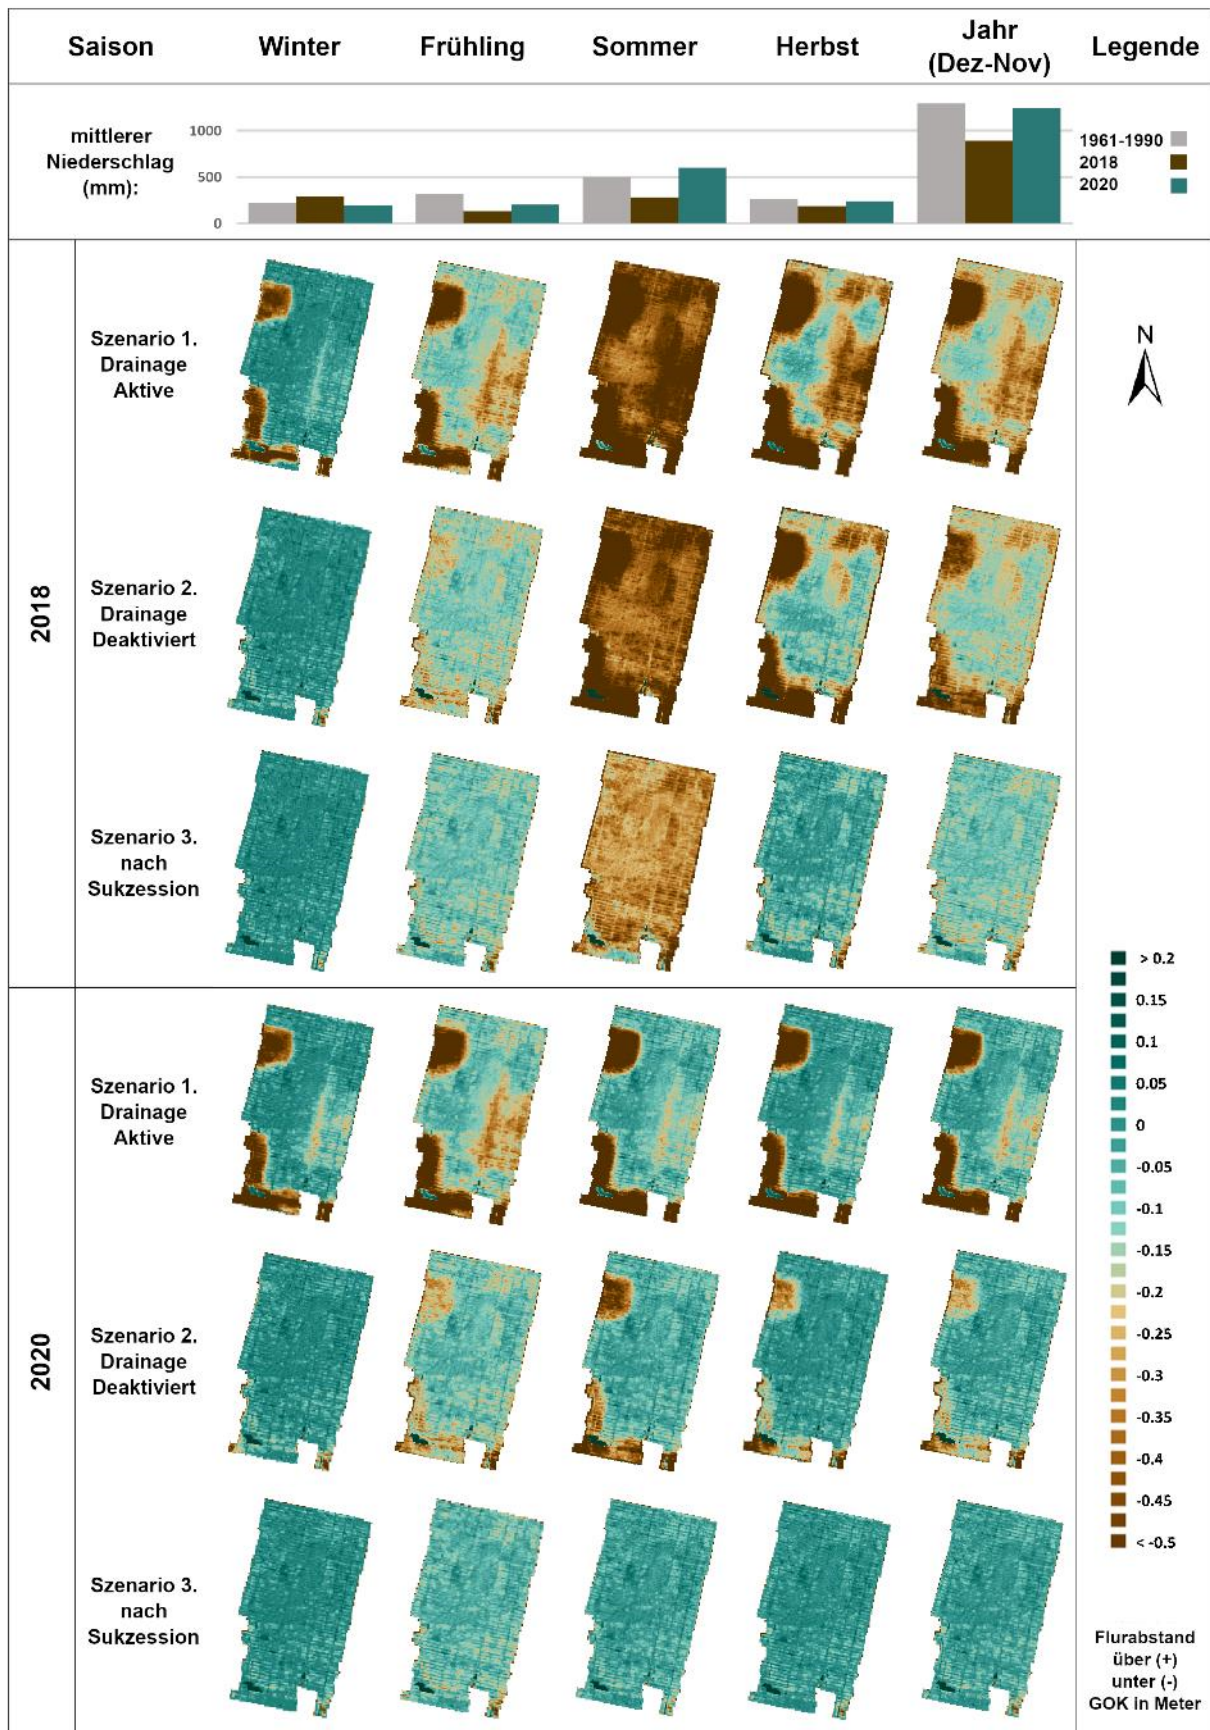 Saison
Winter
Frühling
Sommer
Herbst
Jahr
(Dez-Nov)
Legende
mittlerer
Niederschlag
(mm):
1000
500
0
1961-1990
2018
2020
2018
Szenario 1.
Drainage
Aktive
N
Szenario 2.
Drainage
Deaktiviert
Szenario 3.
nach
Sukzession
2020
Szenario 1.
Drainage
Aktive
Szenario 2.
Drainage
Deaktiviert
Szenario 3.
nach
Sukzession
> 0.2
0.15
0.1
0.05
0
-0.05
-0.1
-0.15
-0.2
-0.25
-0.3
-0.35
-0.4
-0.45
< -0.5
Flurabstand
über (+)
unter (-)
GOK in Meter